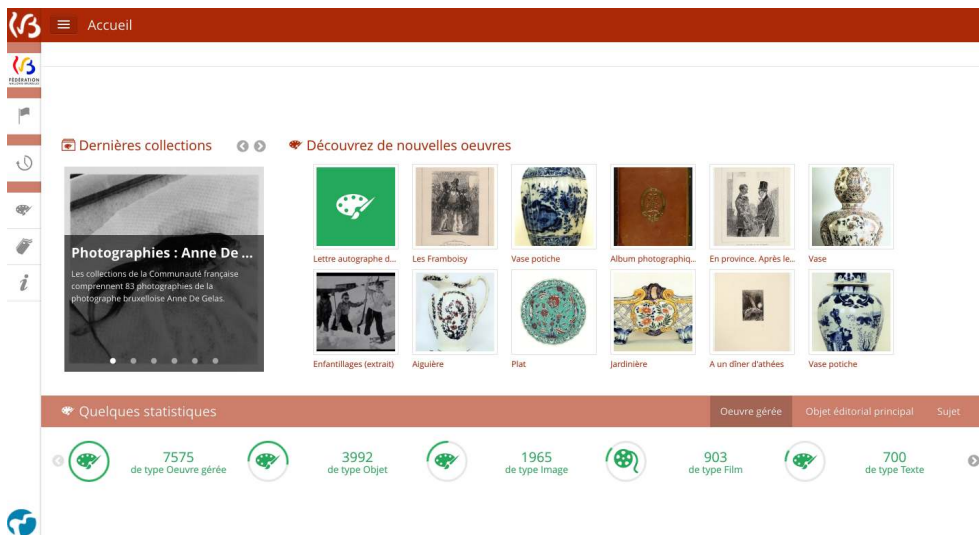 Accueil
FÉDÉRATION
WALLONIE-BRUXELLES
Dernières collections
Découvrez de nouvelles oeuvres
Photographies : Anne De ...
Les collections de la Communauté française
comprennent 83 photographies de la
photographe bruxelloise Anne De Gelas.
Lettre autographe d...
Les Framboisy
Vase potiche
Album photographiq...
En province. Après le...
Vase
Enfantillages (extrait)
Aiguière
Plat
Jardinière
A un dîner d'athées
Vase potiche
Quelques statistiques
Oeuvre gérée
Objet éditorial principal
Sujet
7575
de type Oeuvre gérée
3992
de type Objet
1965
de type Image
903
de type Film
700
de type Texte